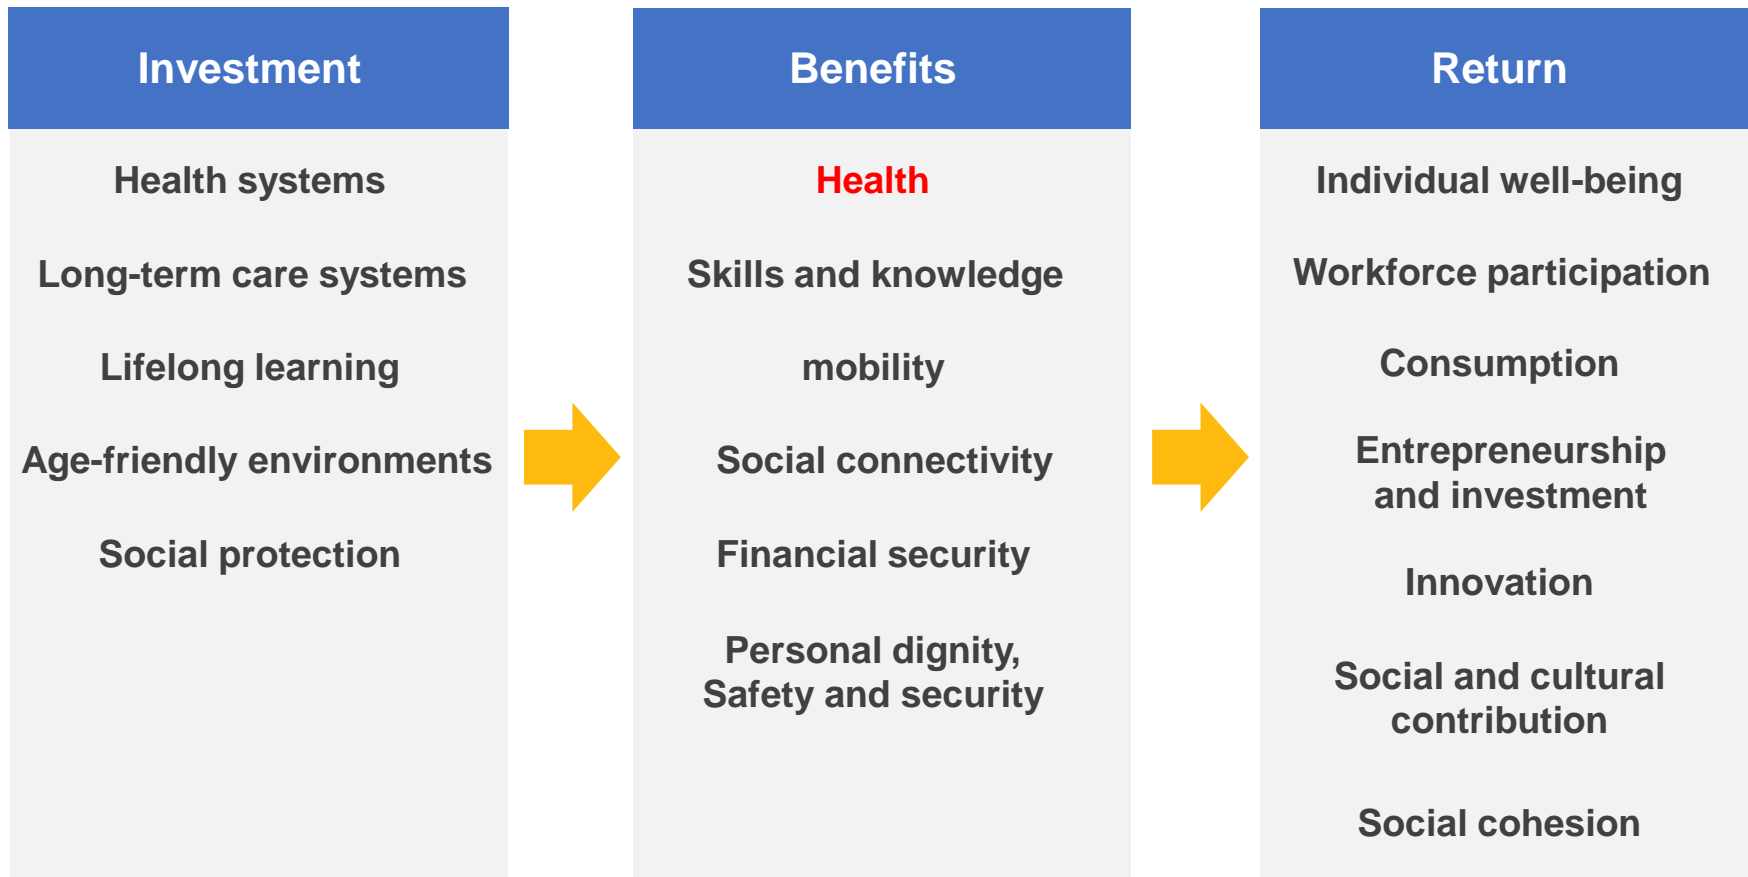 Investment
Health systems
Long-term care systems
Lifelong learning
Age-friendly environments
Social protection
Benefits
Health
Skills and knowledge
mobility
Social connectivity
Financial security
Personal dignity,
Safety and security
Return
Individual well-being
Workforce participation
Consumption
Entrepreneurship
and investment
Innovation
Social and cultural
contribution
Social cohesion